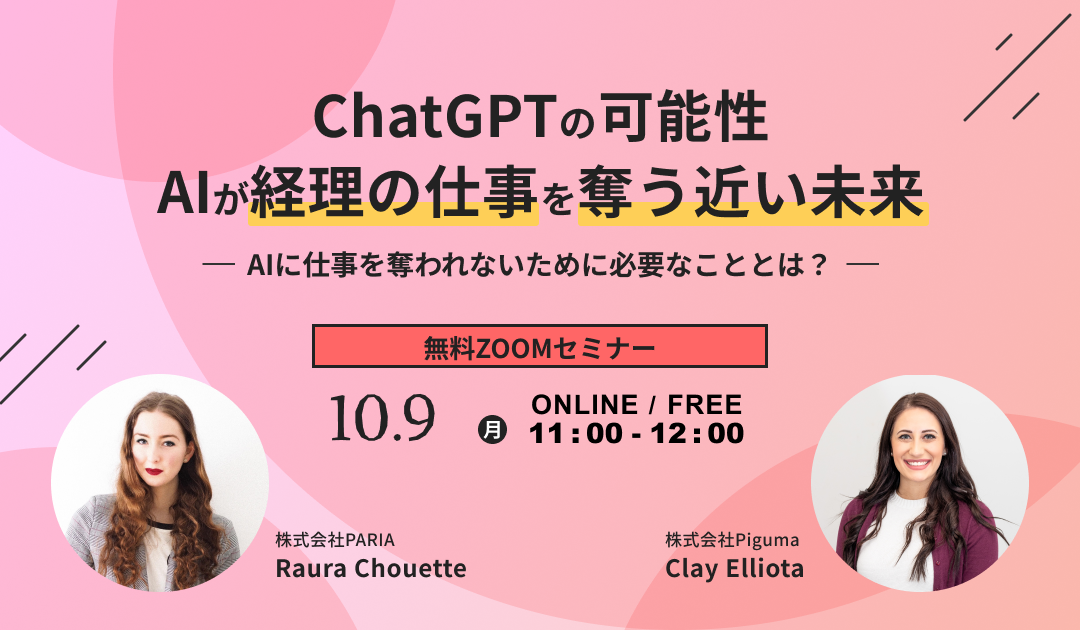 ChatGPTの可能性
AIが経理の仕事を奪う近い未来
AIに仕事を奪われないために必要なこととは？
無料ZOOMセミナー
10.9 月
ONLINE / FREE
11:00 - 12:00
株式会社PARIA
Raura Chouette
株式会社Piguma
Clay Elliota